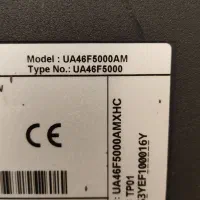 Model : UA46F5000AM
Type No.: UA46F5000
CE
UA46F5000AMXHC
TP01
3YEF100016Y